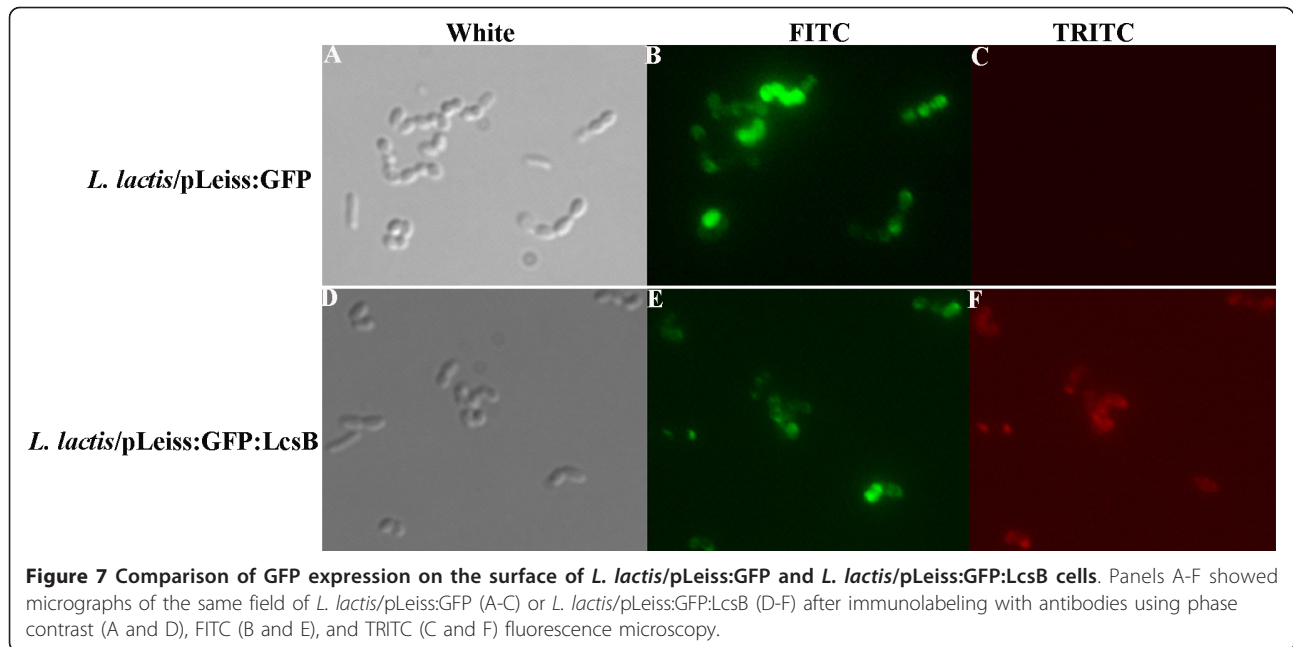 White FITC TRITC
A B C
L. lactis/pLeiss:GFP
D E F
L. lactis/pLeiss:GFP:LcsB
Figure 7 Comparison of GFP expression on the surface of L. lactis/pLeiss:GFP and L. lactis/pLeiss:GFP:LcsB cells. Panels A-F showed
micrographs of the same field of L. lactis/pLeiss:GFP (A-C) or L. lactis/pLeiss:GFP:LcsB (D-F) after immunolabeling with antibodies using phase
contrast (A and D), FITC (B and E), and TRITC (C and F) fluorescence microscopy.